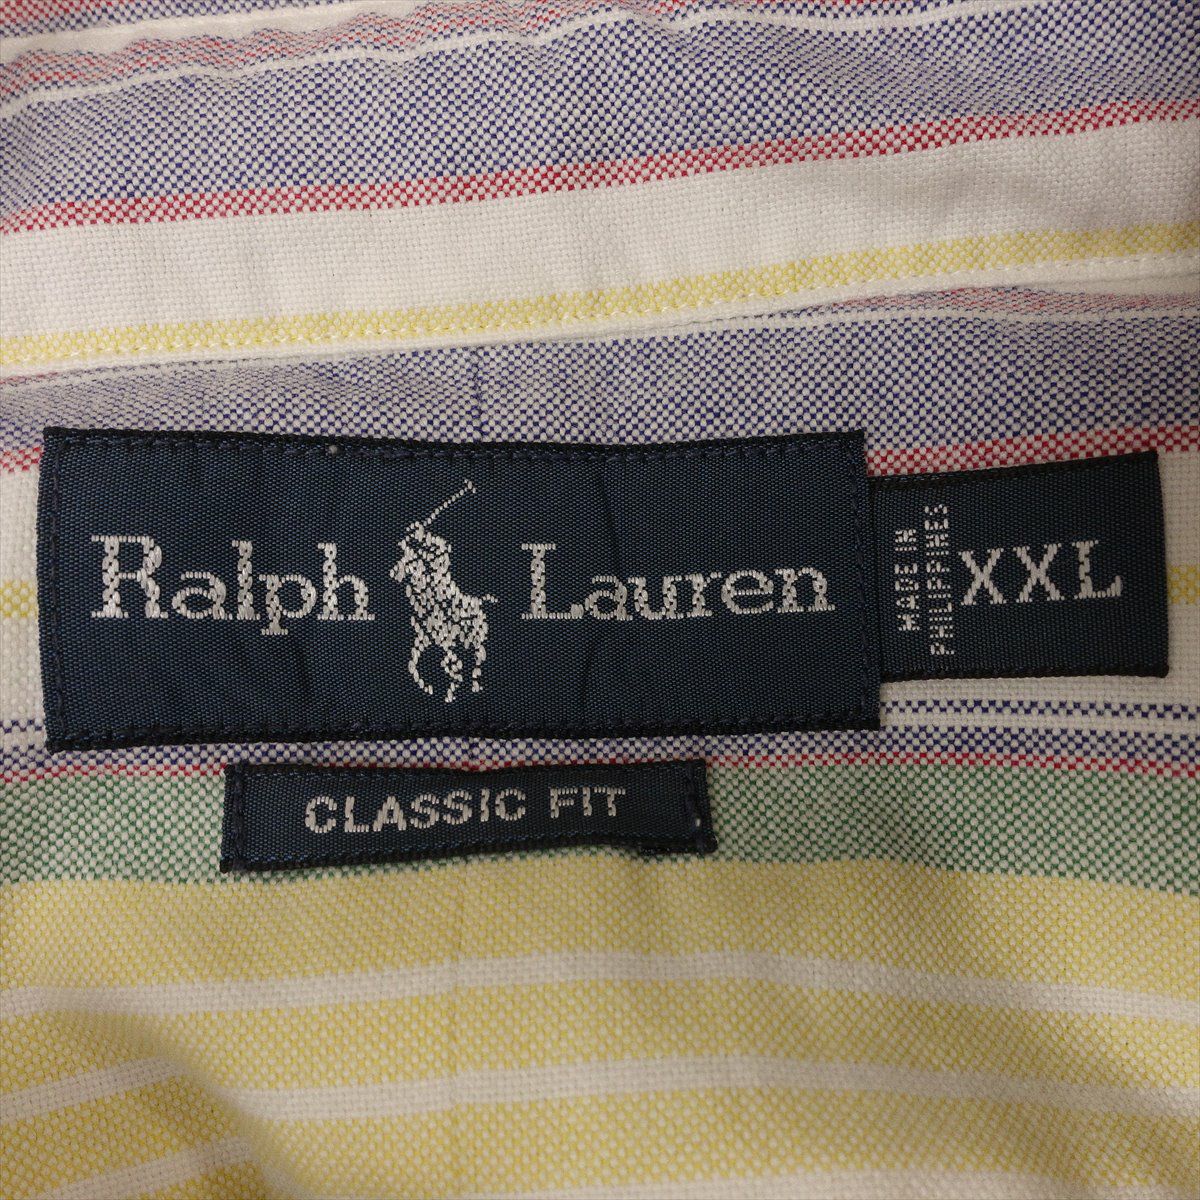 Ralph Lauren
MADE IN
PHILIPPINES
XXL
CLASSIC FIT